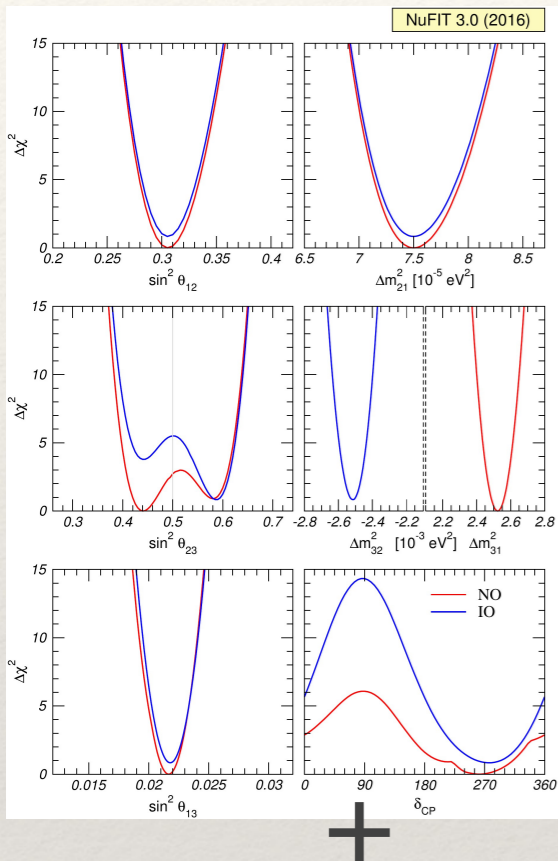 NuFIT 3.0 (2016)
15
10
5
0
Δχ²
0.2 0.25 0.3 0.35 0.4 6.5 7 7.5 8 8.5
sin² θ₁₂ Δm²₂₁ [10⁻⁵ eV²]
15
10
5
0
Δχ²
0.3 0.4 0.5 0.6 0.7 -2.8 -2.6 -2.4 -2.2 2.2 2.4 2.6 2.8
sin² θ₂₃ Δm²₃₂ [10⁻³ eV²] Δm²₃₁
15
10
5
0
Δχ²
NO
IO
0.015 0.02 0.025 0.03 0 90 180 270 360
sin² θ₁₃ δCP
+